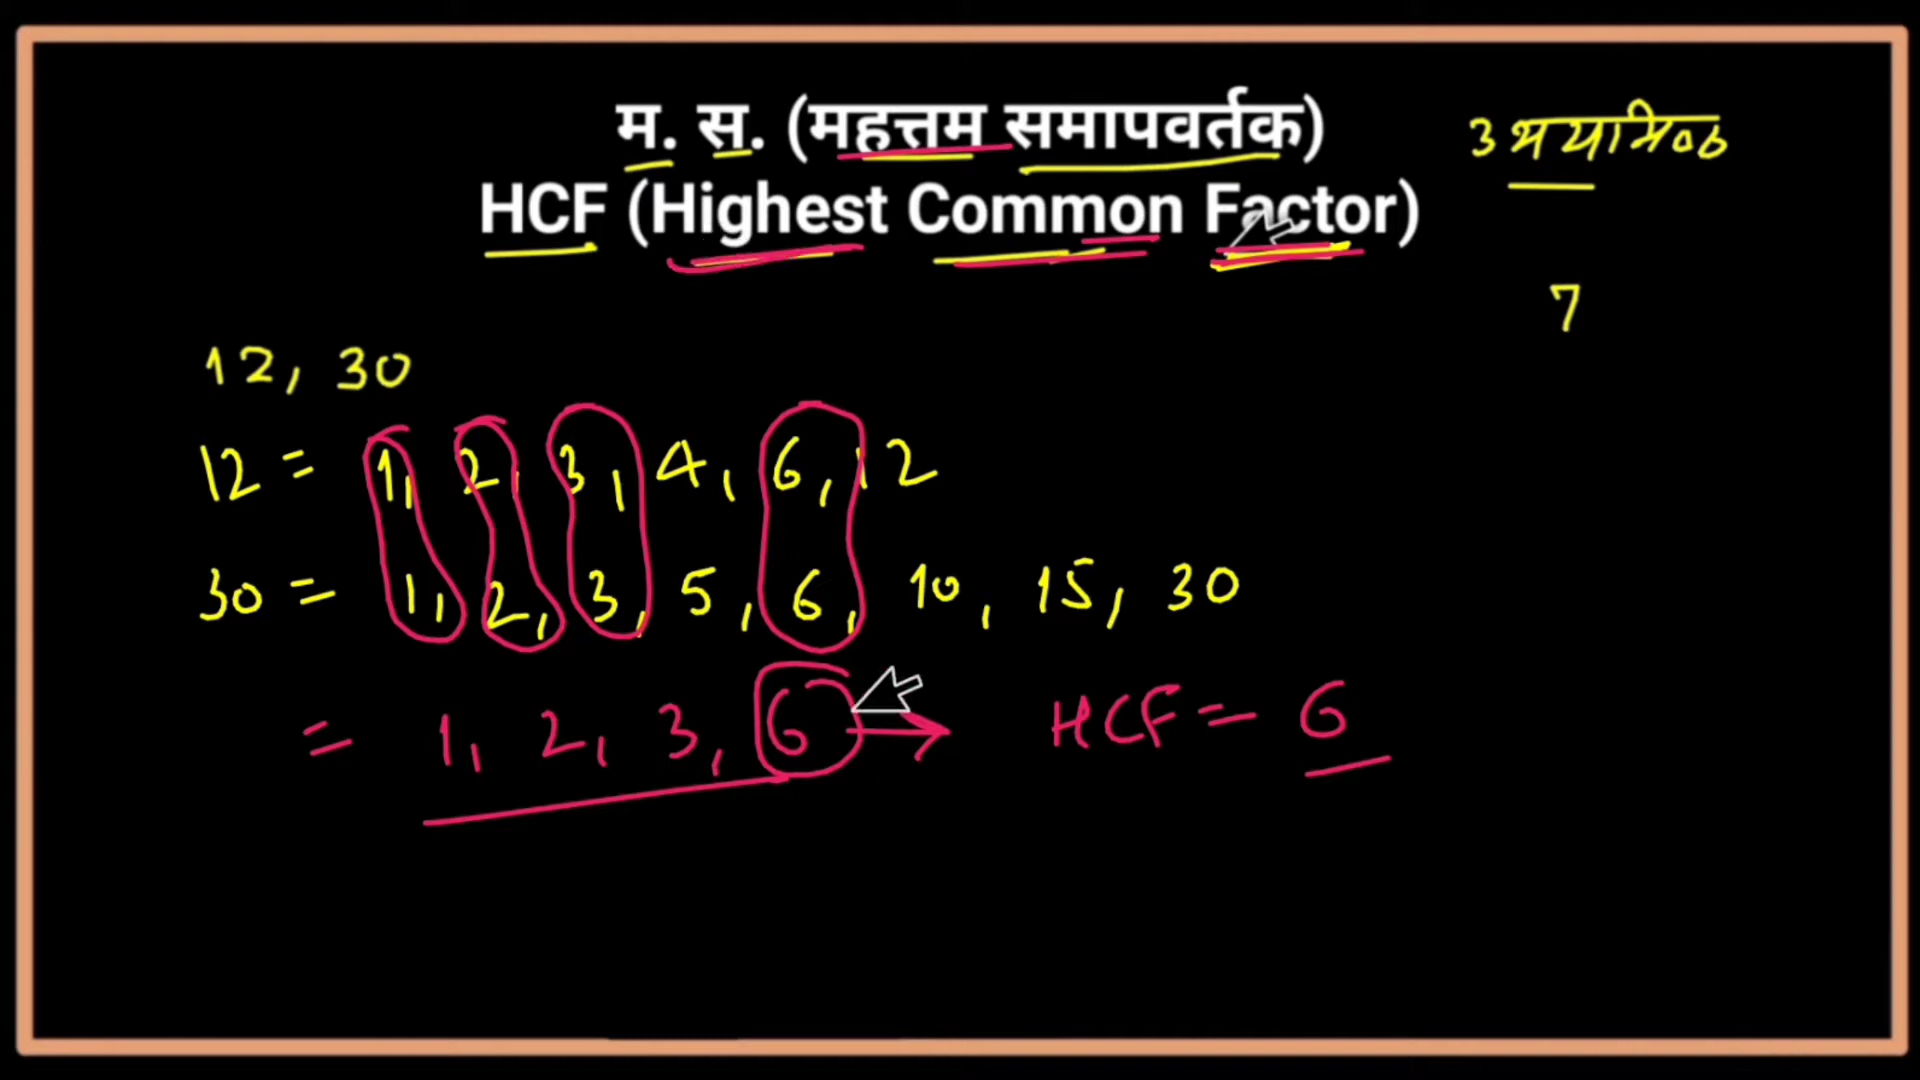 म. स. (महत्तम समापवर्तक)
HCF (Highest Common Factor)
7
12, 30
12 = 1, 2, 3, 4, 6, 12
30 = 1, 2, 3, 5, 6, 10, 15, 30
= 1, 2, 3, 6 → HCF = 6